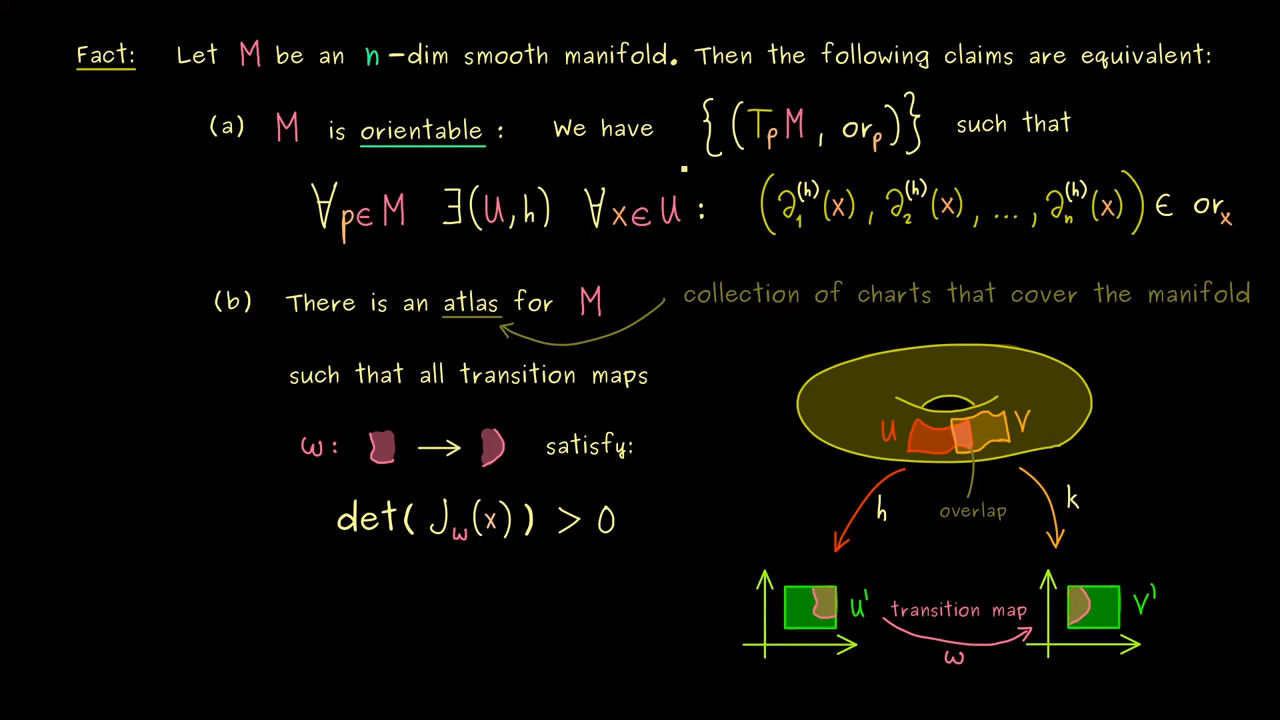 Fact: Let M be an n-dim smooth manifold. Then the following claims are equivalent:
(a) M is orientable: We have {(TₚM, orₚ)} such that
∀p∈M ∃(U,h) ∀x∈U: (∂₁⁽ʰ⁾(x), ∂₂⁽ʰ⁾(x), ..., ∂ₙ⁽ʰ⁾(x)) ∈ orₓ
(b) There is an atlas for M
collection of charts that cover the manifold
such that all transition maps
ω: → satisfy:
det(J_ω(x)) > 0
U V
h overlap k
U' transition map V'
ω